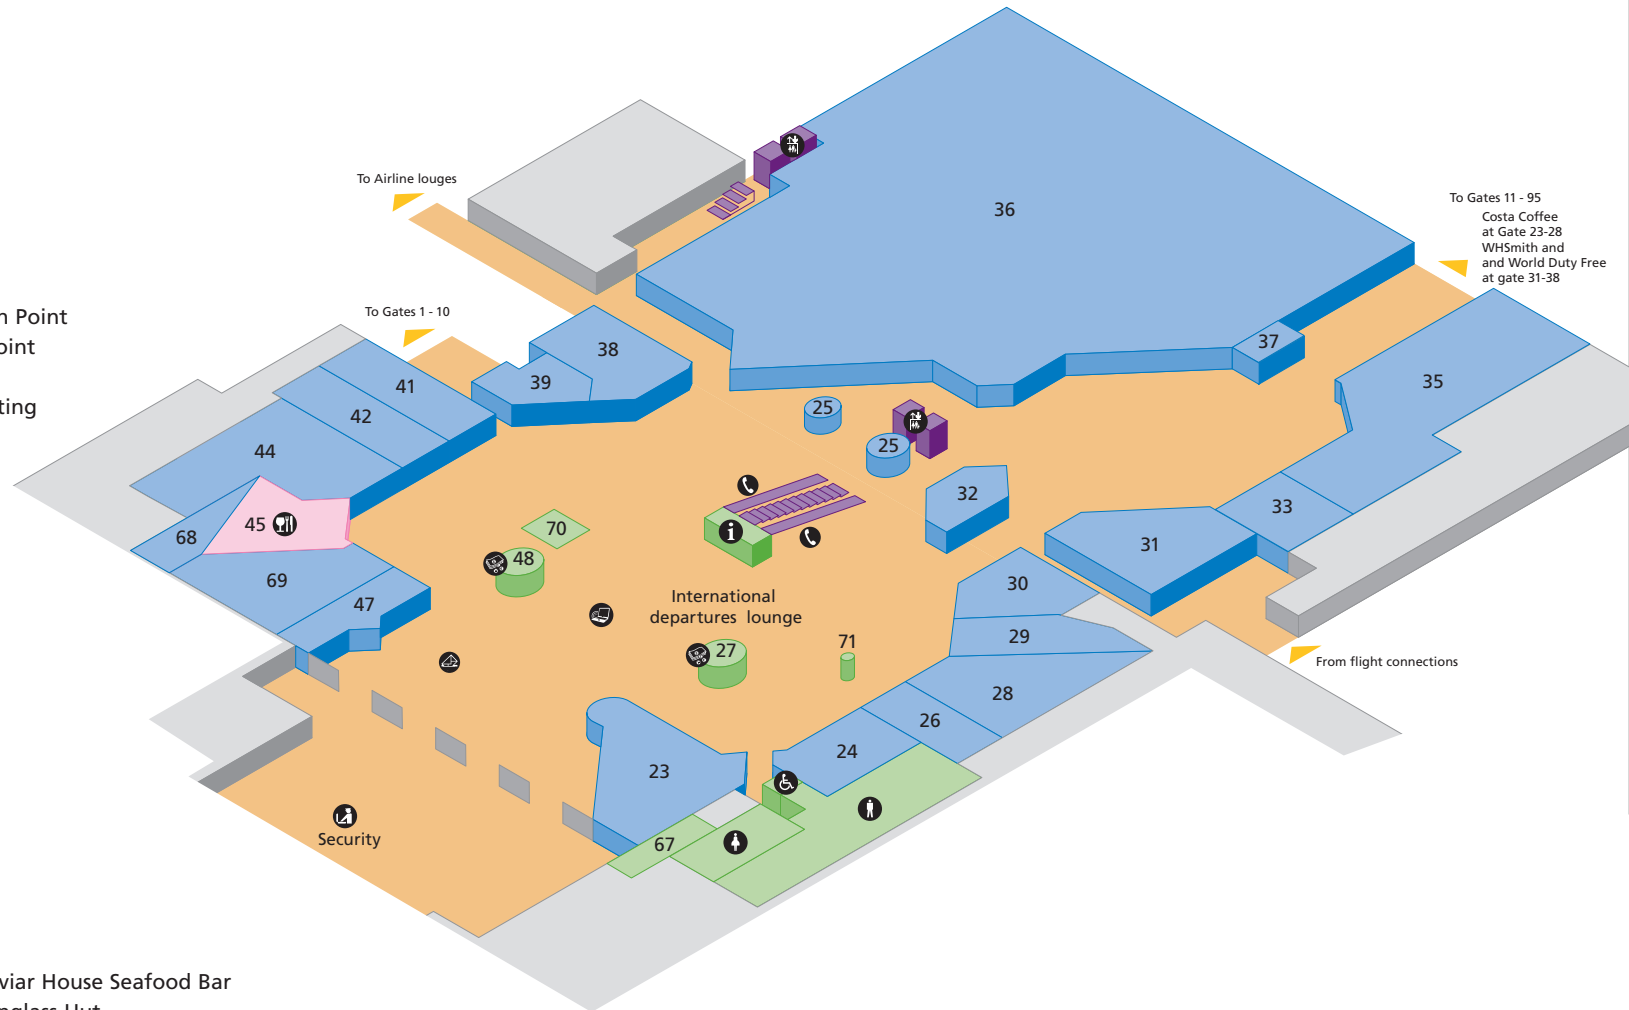 To Airline louges
36
To Gates 11 - 95
Costa Coffee
at Gate 23-28
WHSmith and
and World Duty Free
at gate 31-38
To Gates 1 - 10
Point
38
37
39
41
35
42
25
25
44
32
33
45
70
i
68
48
31
69
30
47
International
departures lounge
29
27
71
From flight connections
28
26
24
23
Security
67
House Seafood Bar
Hut